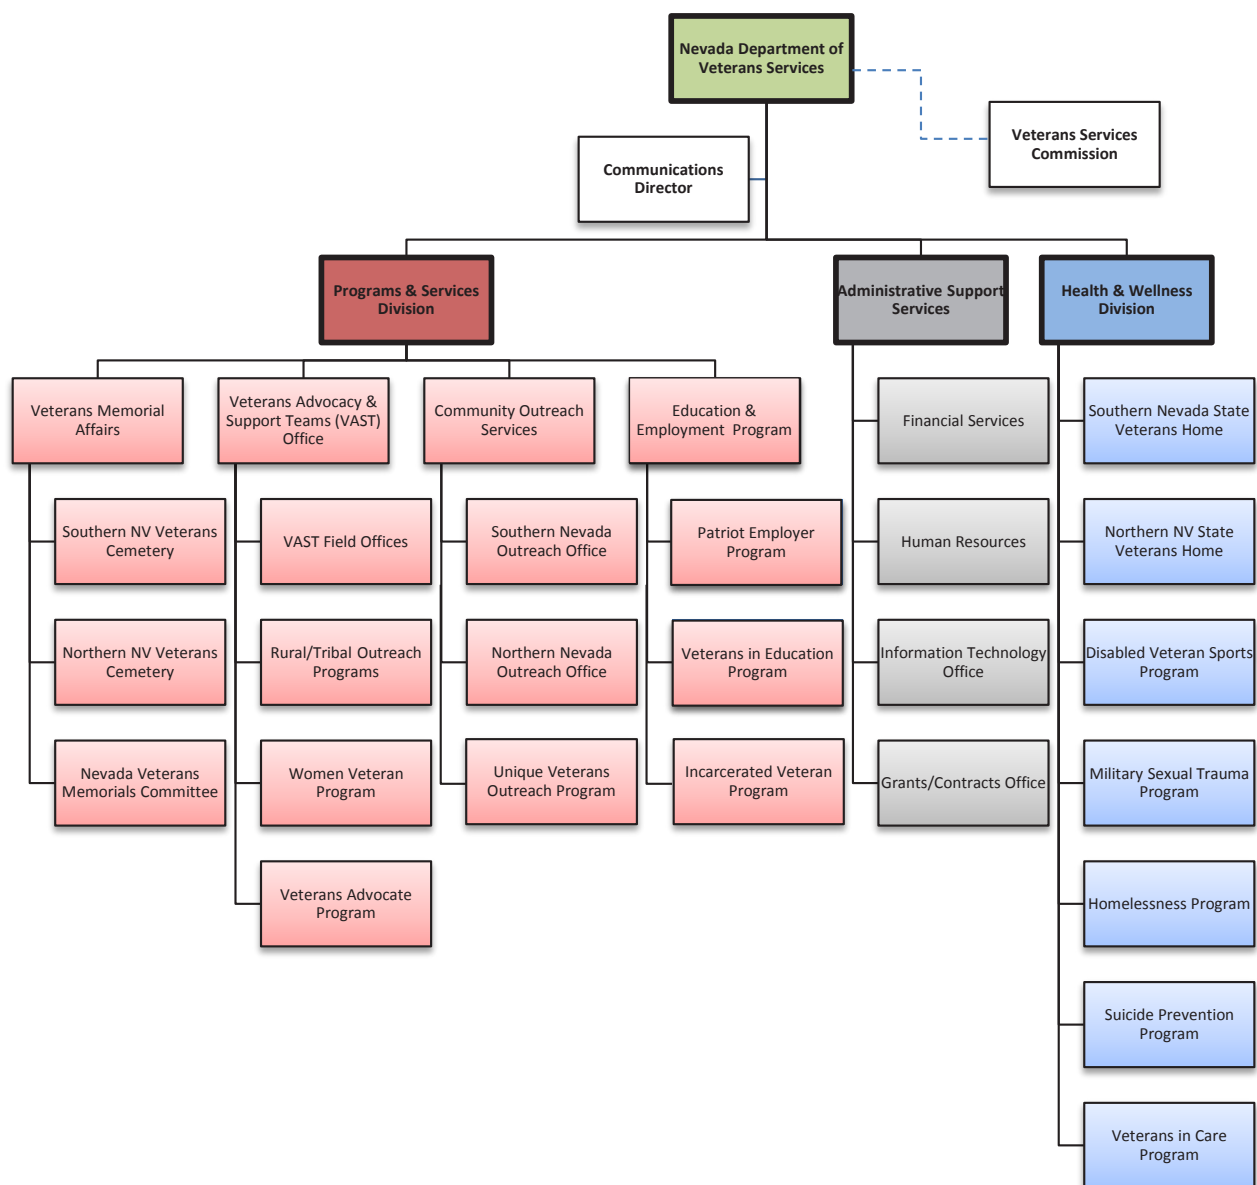 Nevada Department of
Veterans Services
Veterans Services
Commission
Communications
Director
Programs & Services
Division
Administrative Support
Services
Health & Wellness
Division
Veterans Memorial
Affairs
Veterans Advocacy &
Support Teams (VAST)
Office
Community Outreach
Services
Education &
Employment Program
Financial Services
Southern Nevada State
Veterans Home
Southern NV Veterans
Cemetery
VAST Field Offices
Southern Nevada
Outreach Office
Patriot Employer
Program
Human Resources
Northern NV State
Veterans Home
Northern NV Veterans
Cemetery
Rural/Tribal Outreach
Programs
Northern Nevada
Outreach Office
Veterans in Education
Program
Information Technology
Office
Disabled Veteran Sports
Program
Nevada Veterans
Memorials Committee
Women Veteran
Program
Unique Veterans
Outreach Program
Incarcerated Veteran
Program
Grants/Contracts Office
Military Sexual Trauma
Program
Veterans Advocate
Program
Homelessness Program
Suicide Prevention
Program
Veterans in Care
Program